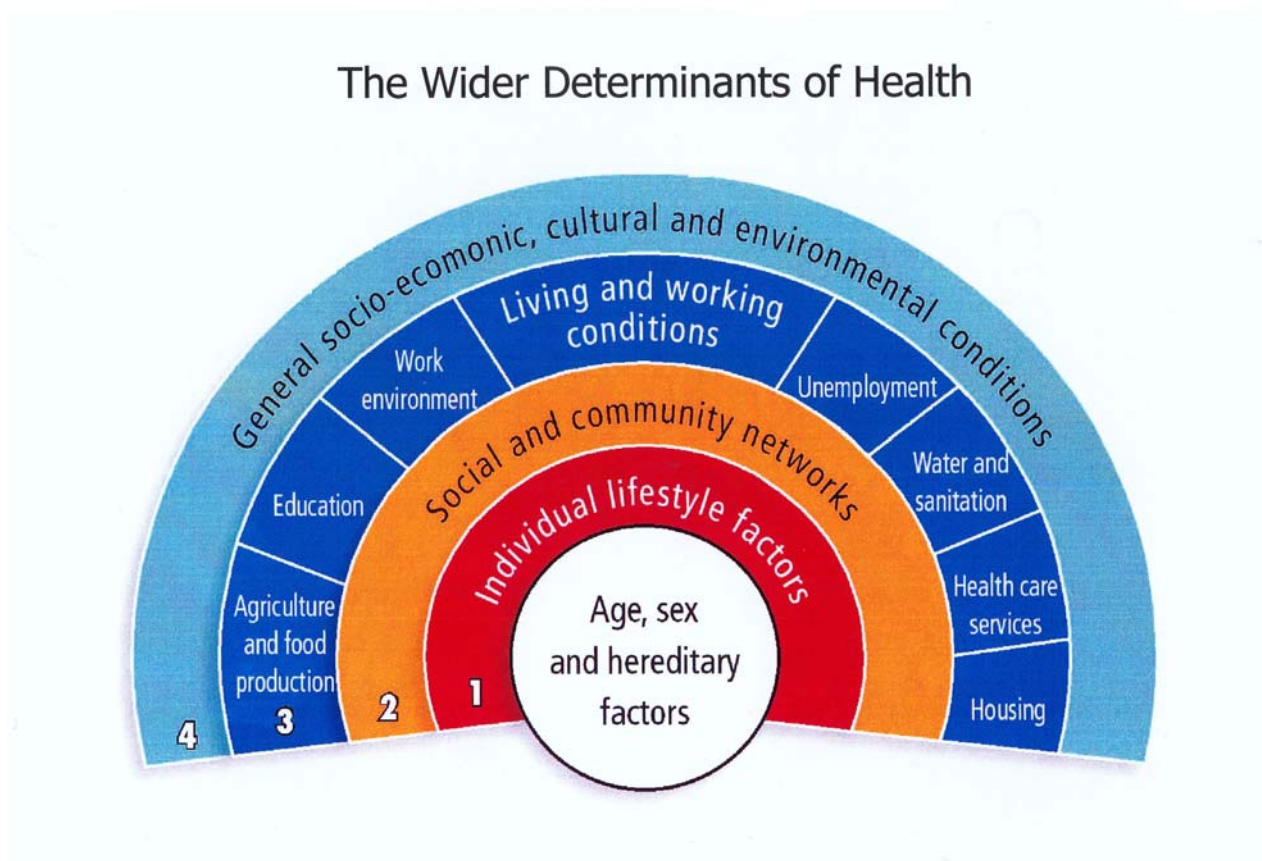 The Wider Determinants of Health
General socio-ecomonic, cultural and environmental conditions
Living and working
conditions
Work
environment
Unemployment
Education
Water and
sanitation
Agriculture
and food
production
Health care
services
Housing
Social and community networks
Individual lifestyle factors
Age, sex
and hereditary
factors
4
3
2
1